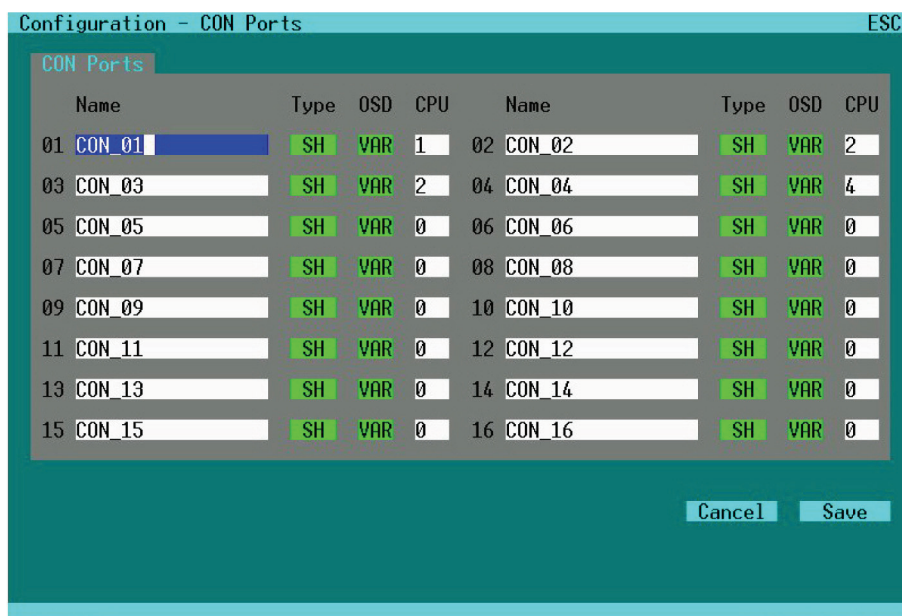 Configuration - CON Ports ESC
CON Ports
Name Type OSD CPU Name Type OSD CPU
01 CON_01 SH VAR 1 02 CON_02 SH VAR 2
03 CON_03 SH VAR 2 04 CON_04 SH VAR 4
05 CON_05 SH VAR 0 06 CON_06 SH VAR 0
07 CON_07 SH VAR 0 08 CON_08 SH VAR 0
09 CON_09 SH VAR 0 10 CON_10 SH VAR 0
11 CON_11 SH VAR 0 12 CON_12 SH VAR 0
13 CON_13 SH VAR 0 14 CON_14 SH VAR 0
15 CON_15 SH VAR 0 16 CON_16 SH VAR 0
Cancel Save